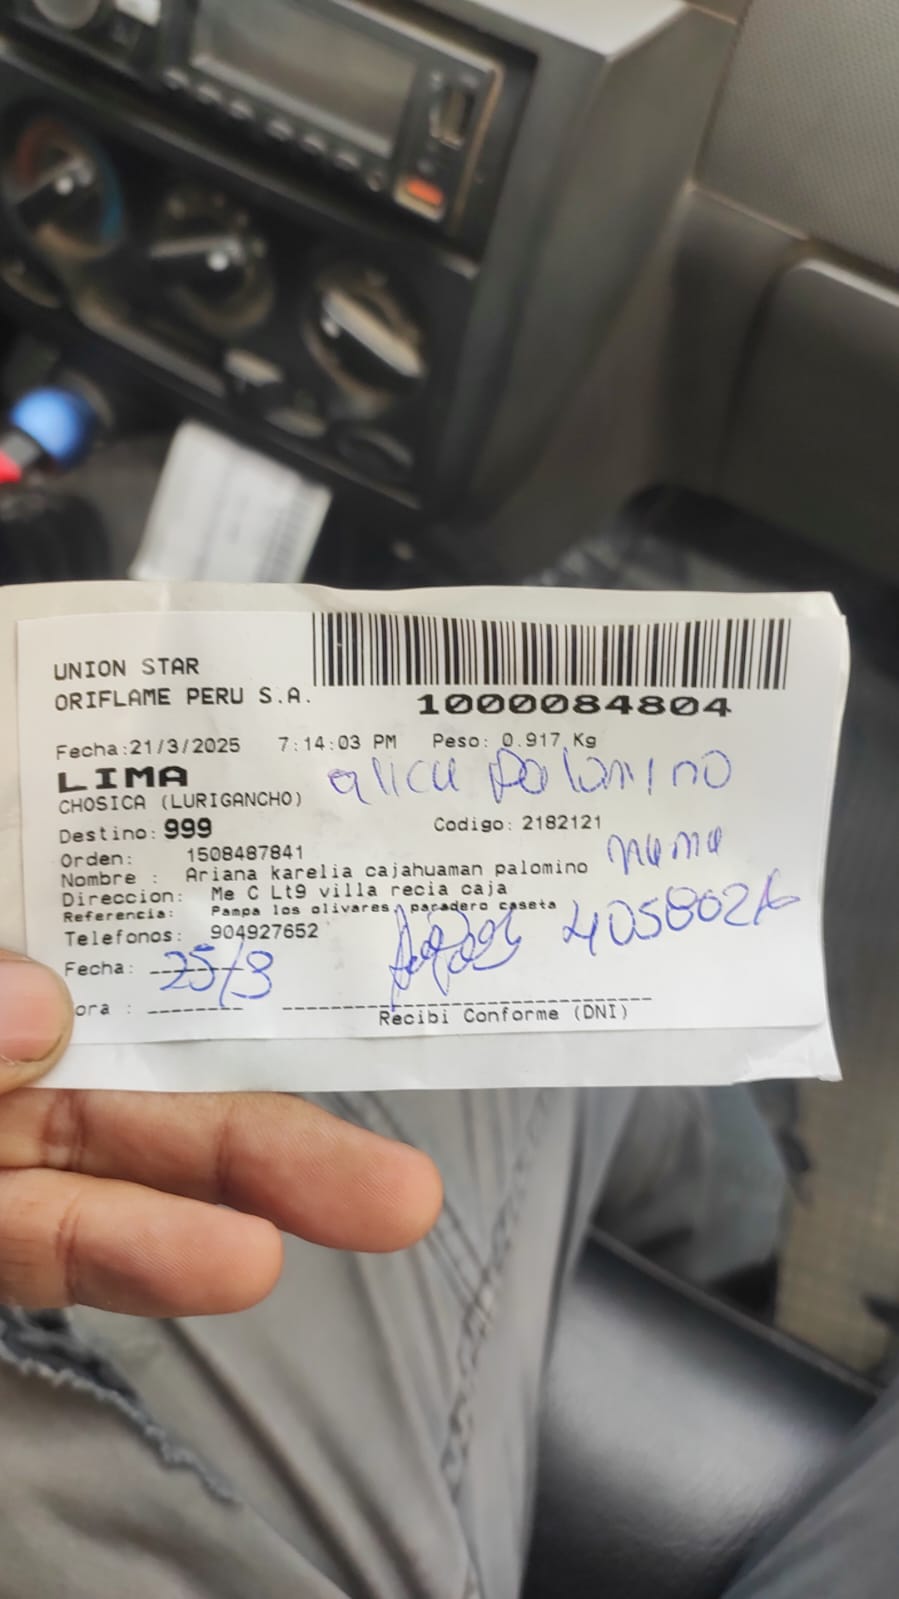 UNION STAR
ORIFLAME PERU S.A.
1000084804
Fecha:21/3/2025 7:14:03 PM Peso: 0.917 Kg
LIMA
CHOSICA (LURIGANCHO)
alicia palomino
Destino: 999 Codigo: 2182121
Orden: 1508487841
mama
Nombre : Ariana karelia cajahuaman palomino
Direccion: Me C Lt9 villa recia caja
Referencia: Pampa los olivares, paradero caseta
Telefonos: 904927652
Fecha: 25/3
ora :
Recibi Conforme (DNI)